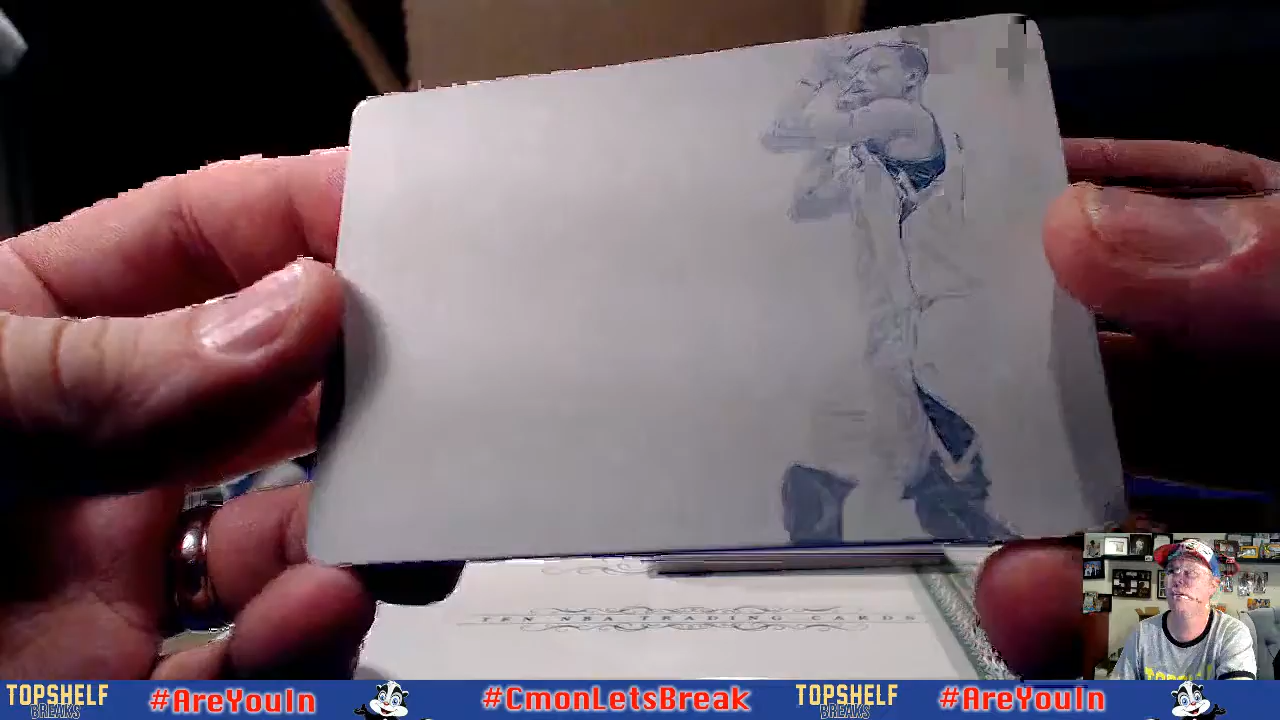 TEN NBA TRADING CARDS
TOPSHELF
BREAKS
#AreYouIn
#CmonLetsBreak
TOPSHELF
BREAKS
#AreYouIn